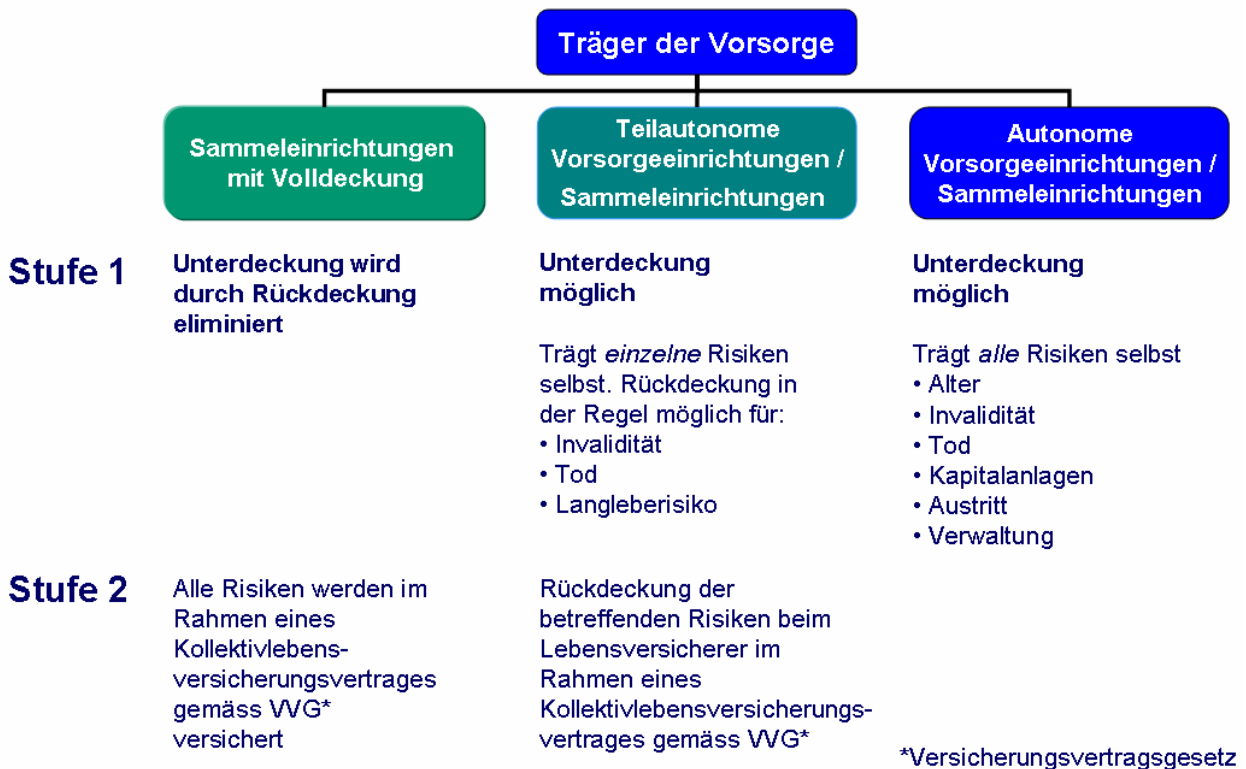 Träger der Vorsorge
Sammeleinrichtungen
mit Volldeckung
Teilautonome
Vorsorgeeinrichtungen /
Sammeleinrichtungen
Autonome
Vorsorgeeinrichtungen /
Sammeleinrichtungen
Stufe 1
Unterdeckung wird
durch Rückdeckung
eliminiert
Unterdeckung
möglich
Trägt einzelne Risiken
selbst. Rückdeckung in
der Regel möglich für:
• Invalidität
• Tod
• Langleberisiko
Unterdeckung
möglich
Trägt alle Risiken selbst
• Alter
• Invalidität
• Tod
• Kapitalanlagen
• Austritt
• Verwaltung
Stufe 2
Alle Risiken werden im
Rahmen eines
Kollektivlebens-
versicherungsvertrages
gemäss VVG*
versichert
Rückdeckung der
betreffenden Risiken beim
Lebensversicherer im
Rahmen eines
Kollektivlebensversicherungs-
vertrages gemäss VVG*
*Versicherungsvertragsgesetz